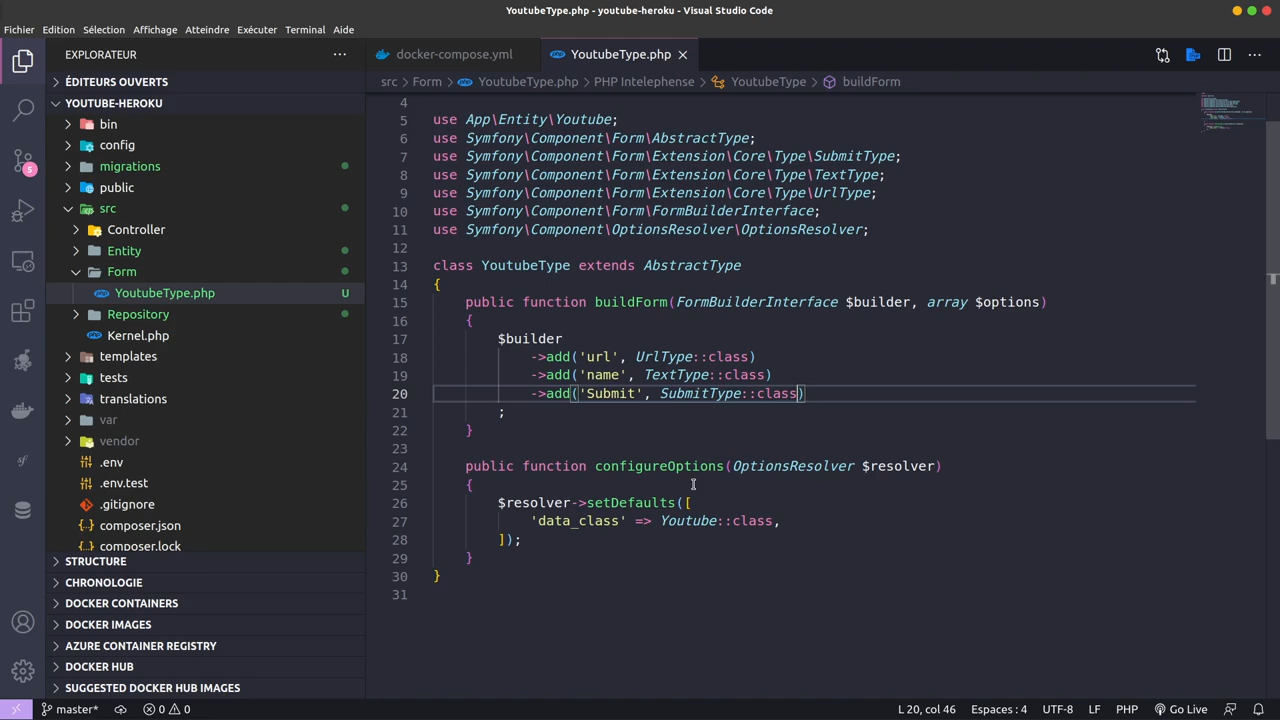 YoutubeType.php - youtube-heroku - Visual Studio Code
Fichier Edition Sélection Affichage Atteindre Exécuter Terminal Aide
EXPLORATEUR
ÉDITEURS OUVERTS
YOUTUBE-HEROKU
bin
config
migrations
public
src
Controller
Entity
Form
YoutubeType.php U
Repository
Kernel.php
templates
tests
translations
var
vendor
.env
.env.test
.gitignore
composer.json
composer.lock
STRUCTURE
CHRONOLOGIE
DOCKER CONTAINERS
DOCKER IMAGES
AZURE CONTAINER REGISTRY
DOCKER HUB
SUGGESTED DOCKER HUB IMAGES
5
docker-compose.yml YoutubeType.php
src > Form > YoutubeType.php > PHP Intelephense > YoutubeType > buildForm
4
5 use App\Entity\Youtube;
6 use Symfony\Component\Form\AbstractType;
7 use Symfony\Component\Form\Extension\Core\Type\SubmitType;
8 use Symfony\Component\Form\Extension\Core\Type\TextType;
9 use Symfony\Component\Form\Extension\Core\Type\UrlType;
10 use Symfony\Component\Form\FormBuilderInterface;
11 use Symfony\Component\OptionsResolver\OptionsResolver;
12
13 class YoutubeType extends AbstractType
14 {
15 public function buildForm(FormBuilderInterface $builder, array $options)
16 {
17 $builder
18 ->add('url', UrlType::class)
19 ->add('name', TextType::class)
20 ->add('Submit', SubmitType::class)
21 ;
22 }
23
24 public function configureOptions(OptionsResolver $resolver)
25 {
26 $resolver->setDefaults([
27 'data_class' => Youtube::class,
28 ]);
29 }
30 }
31
master* 0 0 L 20, col 46 Espaces : 4 UTF-8 LF PHP Go Live